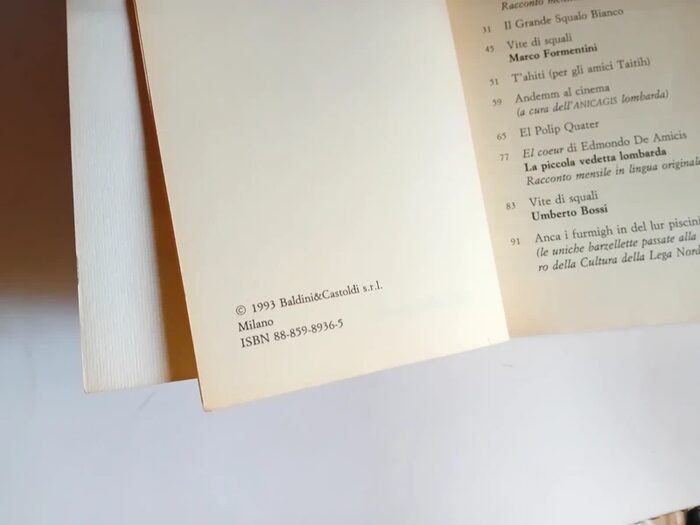 © 1993 Baldini&Castoldi s.r.l.
Milano
ISBN 88-859-8936-5
Racconto
31 Il Grande Squalo Bianco
45 Vite di squali
Marco Formentini
51 T'ahiti (per gli amici Taitih)
59 Andemm al cinema
(a cura dell'ANICAGIS lombarda)
65 El Polip Quater
77 El coeur di Edmondo De Amicis
La piccola vedetta lombarda
Racconto mensile in lingua originale
83 Vite di squali
Umberto Bossi
91 Anca i furmigh in del lur piscini
(le uniche barzellette passate alla
ro della Cultura della Lega Nord